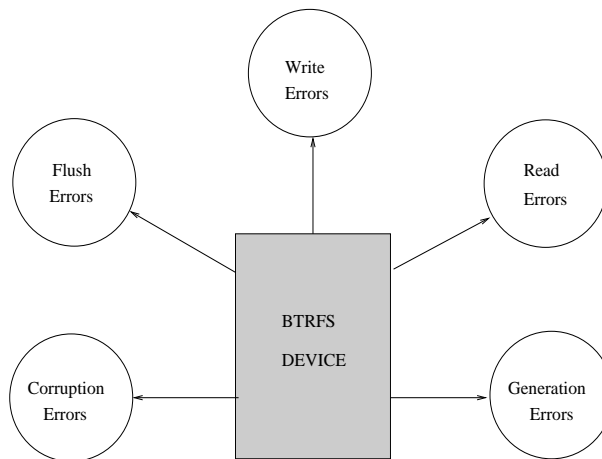 Write
Errors
Flush
Errors
Read
Errors
BTRFS
DEVICE
Corruption
Errors
Generation
Errors